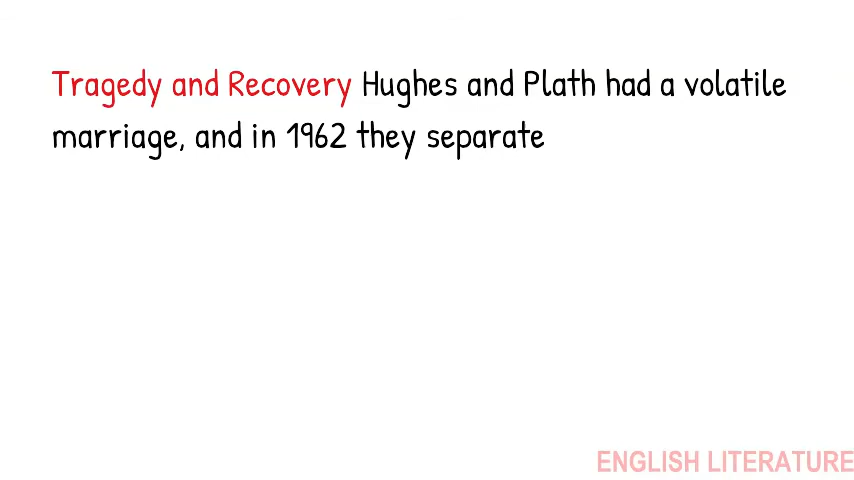 Tragedy and Recovery Hughes and Plath had a volatile
marriage, and in 1962 they separate
ENGLISH LITERATURE